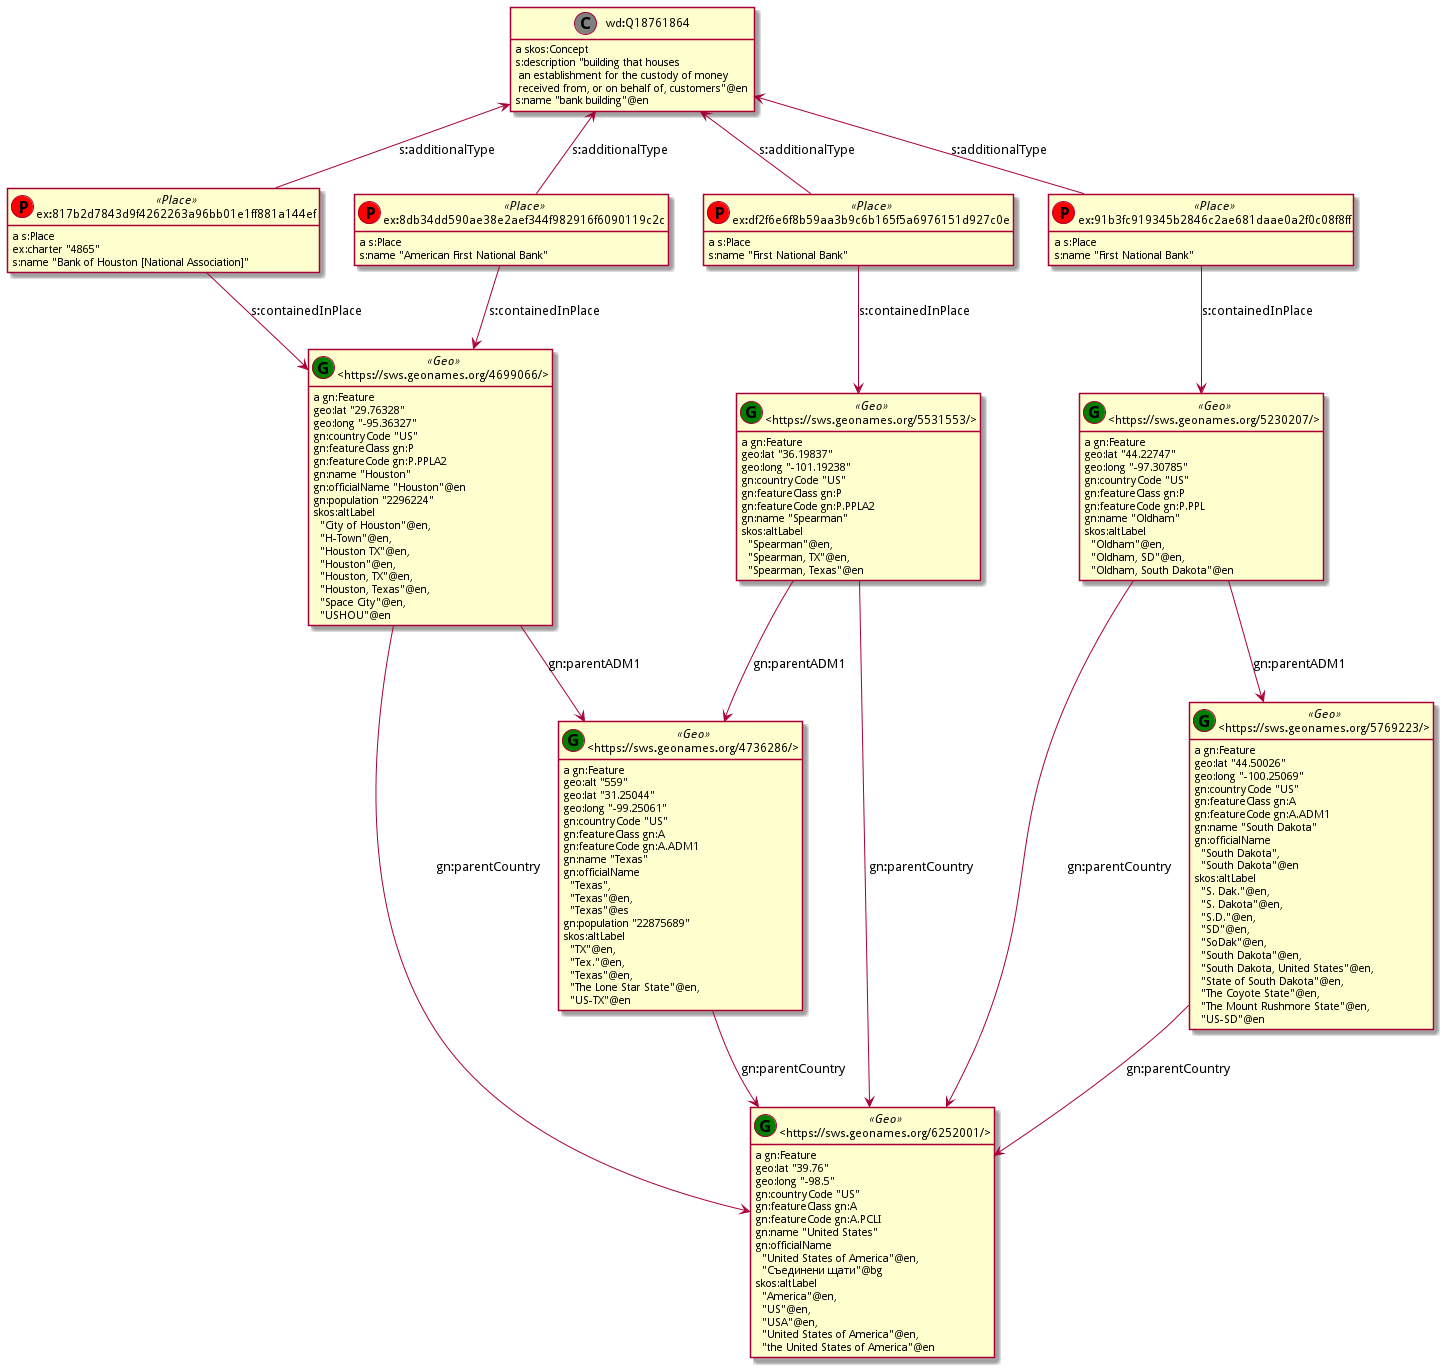 wd:Q18761864
a skos:Concept
s:description "building that houses
an establishment for the custody of money
received from, or on behalf of, customers"@en
s:name "bank building"@en
s:additionalType
s:additionalType
s:additionalType
s:additionalType
«Place»
ex:817b2d7843d9f4262263a96bb01e1ff881a144ef
a s:Place
ex:charter "4865"
s:name "Bank of Houston [National Association]"
«Place»
ex:8db34dd590ae38e2aef344f982916f6090119c2c
a s:Place
s:name "American First National Bank"
«Place»
ex:df2f6e6f8b59aa3b9c6b165f5a6976151d927c0e
a s:Place
s:name "First National Bank"
«Place»
ex:91b3fc919345b2846c2ae681daae0a2f0c08f8ff
a s:Place
s:name "First National Bank"
s:containedInPlace
s:containedInPlace
s:containedInPlace
s:containedInPlace
«Geo»
<https://sws.geonames.org/4699066/>
a gn:Feature
geo:lat "29.76328"
geo:long "-95.36327"
gn:countryCode "US"
gn:featureClass gn:P
gn:featureCode gn:P.PPLA2
gn:name "Houston"
gn:officialName "Houston"@en
gn:population "2296224"
skos:altLabel
"City of Houston"@en,
"H-Town"@en,
"Houston TX"@en,
"Houston"@en,
"Houston, TX"@en,
"Houston, Texas"@en,
"Space City"@en,
"USHOU"@en
«Geo»
<https://sws.geonames.org/5531553/>
a gn:Feature
geo:lat "36.19837"
geo:long "-101.19238"
gn:countryCode "US"
gn:featureClass gn:P
gn:featureCode gn:P.PPLA2
gn:name "Spearman"
skos:altLabel
"Spearman"@en,
"Spearman, TX"@en,
"Spearman, Texas"@en
«Geo»
<https://sws.geonames.org/5230207/>
a gn:Feature
geo:lat "44.22747"
geo:long "-97.30785"
gn:countryCode "US"
gn:featureClass gn:P
gn:featureCode gn:P.PPL
gn:name "Oldham"
skos:altLabel
"Oldham"@en,
"Oldham, SD"@en,
"Oldham, South Dakota"@en
gn:parentADM1
gn:parentADM1
gn:parentADM1
«Geo»
<https://sws.geonames.org/4736286/>
a gn:Feature
geo:alt "559"
geo:lat "31.25044"
geo:long "-99.25061"
gn:countryCode "US"
gn:featureClass gn:A
gn:featureCode gn:A.ADM1
gn:name "Texas"
gn:officialName
"Texas",
"Texas"@en,
"Texas"@es
gn:population "22875689"
skos:altLabel
"TX"@en,
"Tex."@en,
"Texas"@en,
"The Lone Star State"@en,
"US-TX"@en
«Geo»
<https://sws.geonames.org/5769223/>
a gn:Feature
geo:lat "44.50026"
geo:long "-100.25069"
gn:countryCode "US"
gn:featureClass gn:A
gn:featureCode gn:A.ADM1
gn:name "South Dakota"
gn:officialName
"South Dakota",
"South Dakota"@en
skos:altLabel
"S. Dak."@en,
"S. Dakota"@en,
"S.D."@en,
"SD"@en,
"SoDak"@en,
"South Dakota"@en,
"South Dakota, United States"@en,
"State of South Dakota"@en,
"The Coyote State"@en,
"The Mount Rushmore State"@en,
"US-SD"@en
gn:parentCountry
gn:parentCountry
gn:parentCountry
gn:parentCountry
gn:parentCountry
«Geo»
<https://sws.geonames.org/6252001/>
a gn:Feature
geo:lat "39.76"
geo:long "-98.5"
gn:countryCode "US"
gn:featureClass gn:A
gn:featureCode gn:A.PCLI
gn:name "United States"
gn:officialName
"United States of America"@en,
"Съединени щати"@bg
skos:altLabel
"America"@en,
"US"@en,
"USA"@en,
"United States of America"@en,
"the United States of America"@en